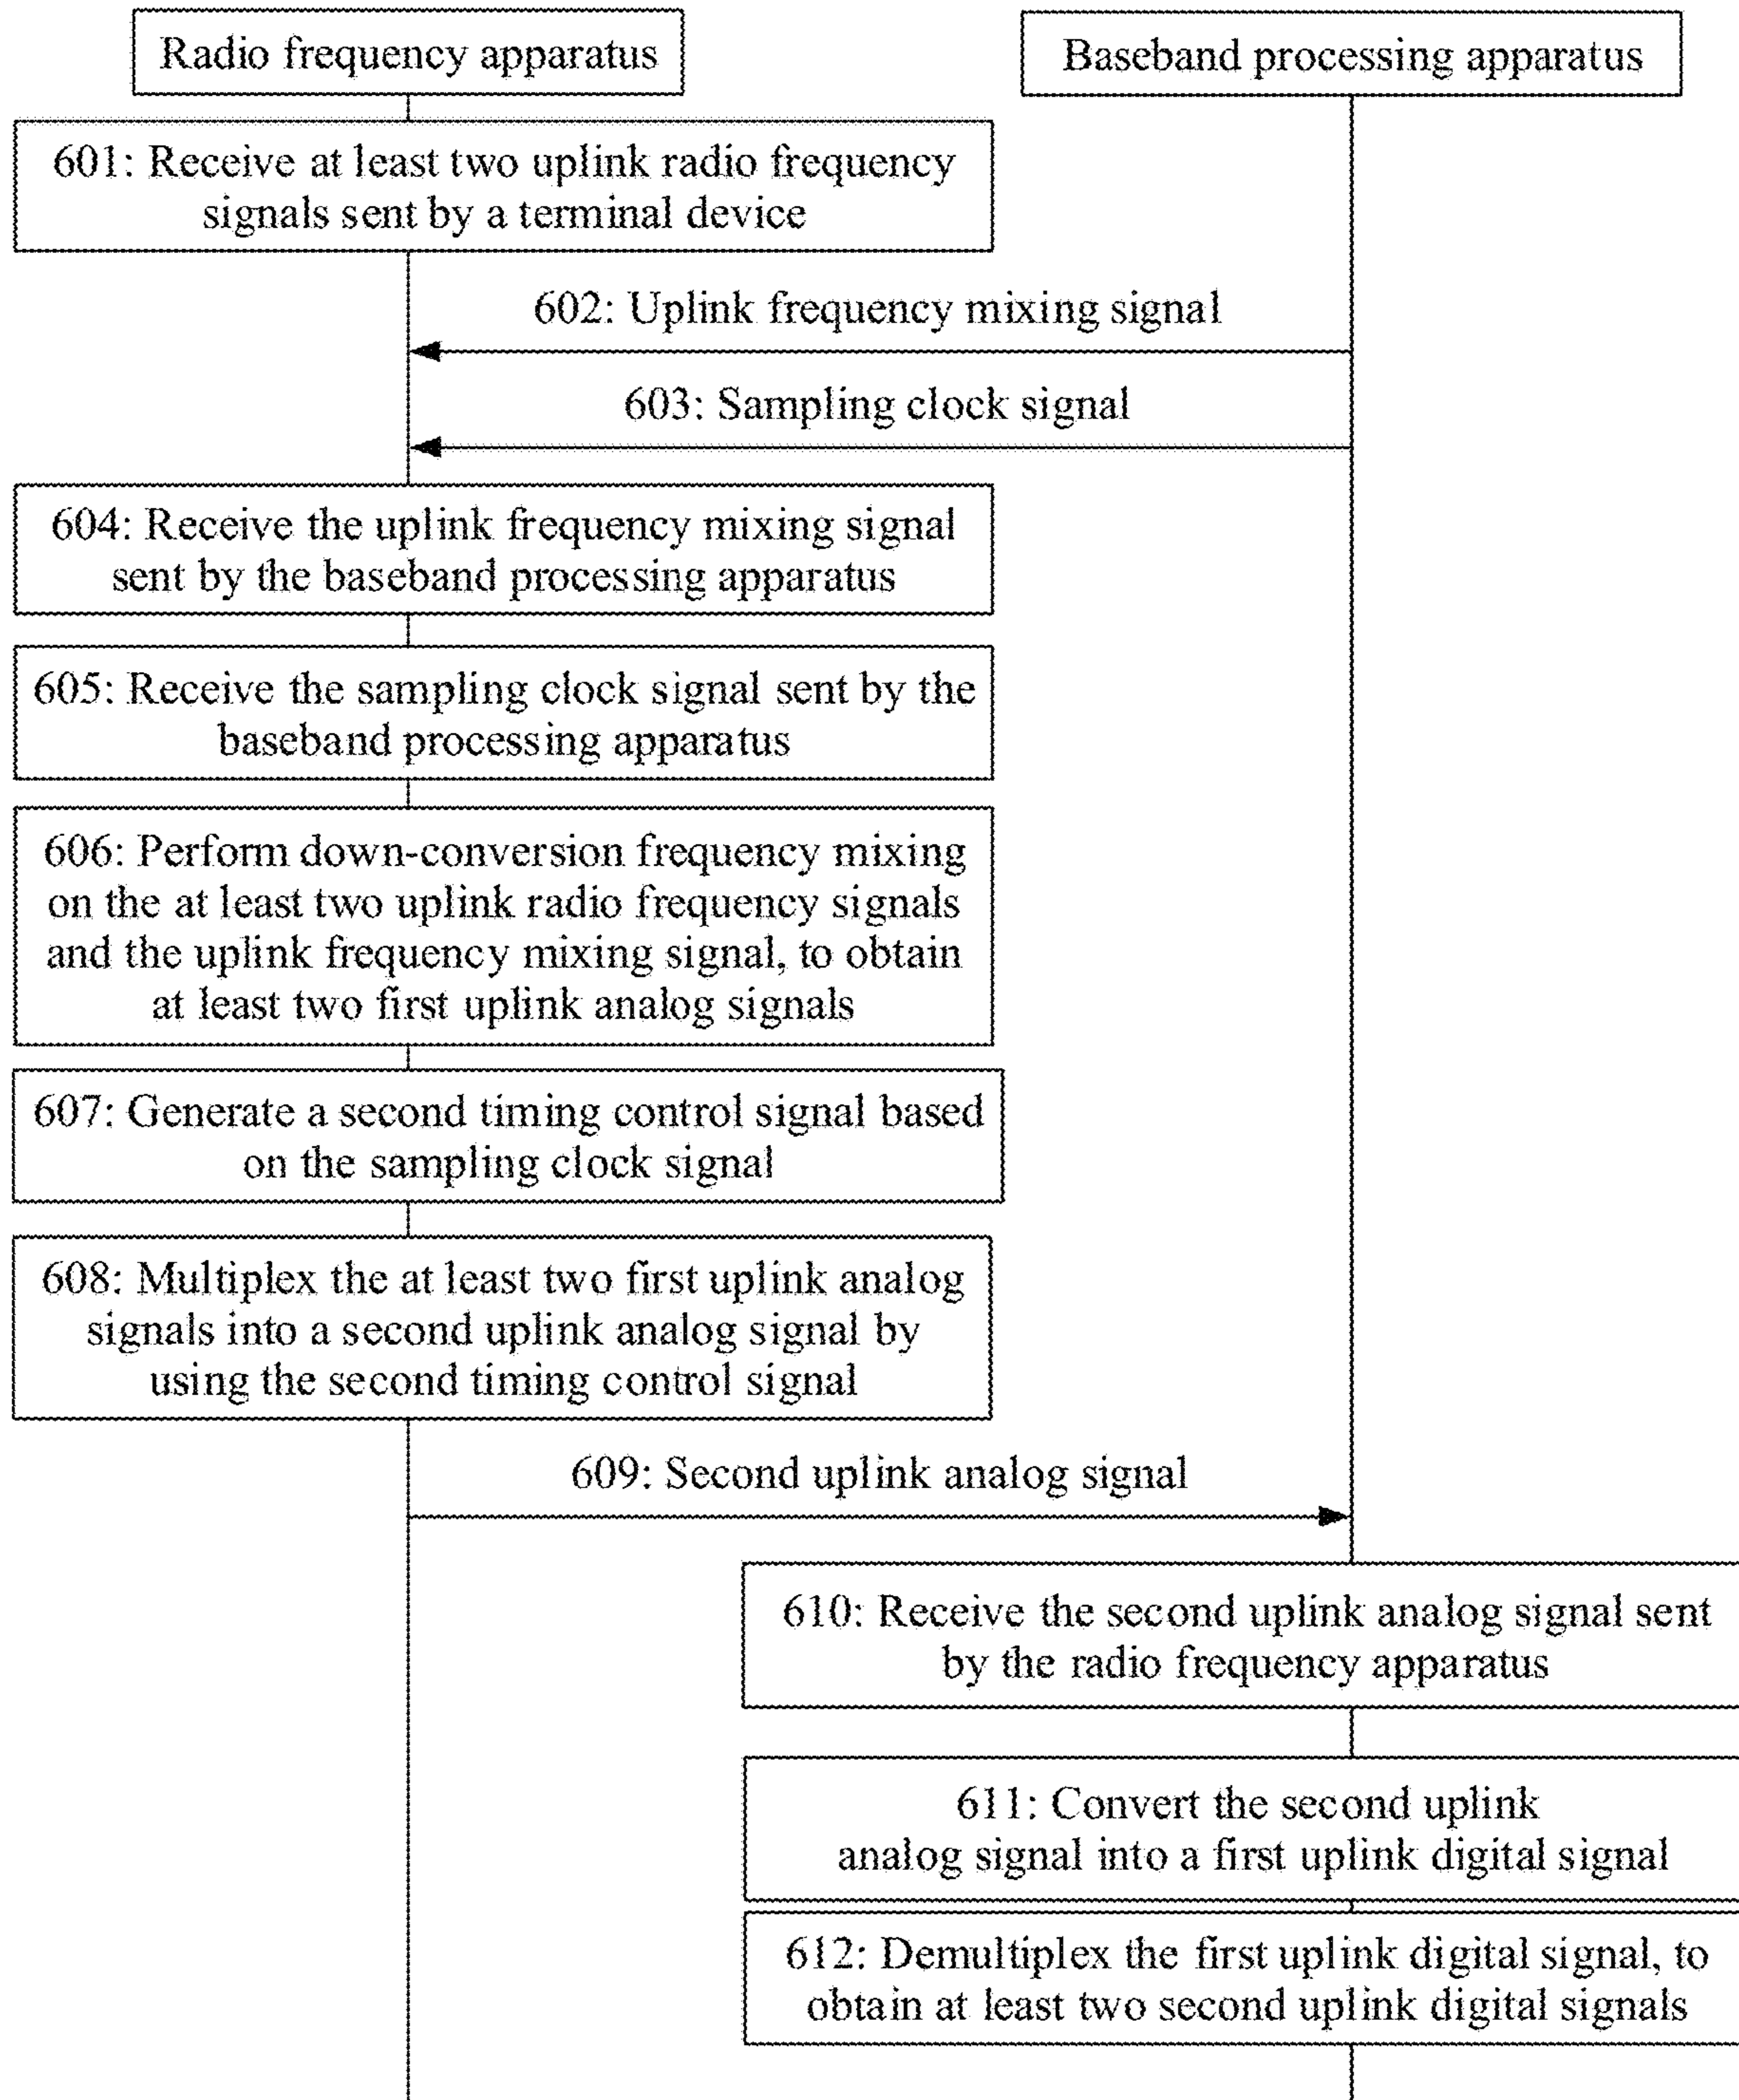 Radio frequency apparatus
Baseband processing apparatus
601: Receive at least two uplink radio frequency
signals sent by a terminal device
602: Uplink frequency mixing signal
603: Sampling clock signal
604: Receive the uplink frequency mixing signal
sent by the baseband processing apparatus
605: Receive the sampling clock signal sent by the
baseband processing apparatus
606: Perform down-conversion frequency mixing
on the at least two uplink radio frequency signals
and the uplink frequency mixing signal, to obtain
at least two first uplink analog signals
607: Generate a second timing control signal based
on the sampling clock signal
608: Multiplex the at least two first uplink analog
signals into a second uplink analog signal by
using the second timing control signal
609: Second uplink analog signal
610: Receive the second uplink analog signal sent
by the radio frequency apparatus
611: Convert the second uplink
analog signal into a first uplink digital signal
612: Demultiplex the first uplink digital signal, to
obtain at least two second uplink digital signals